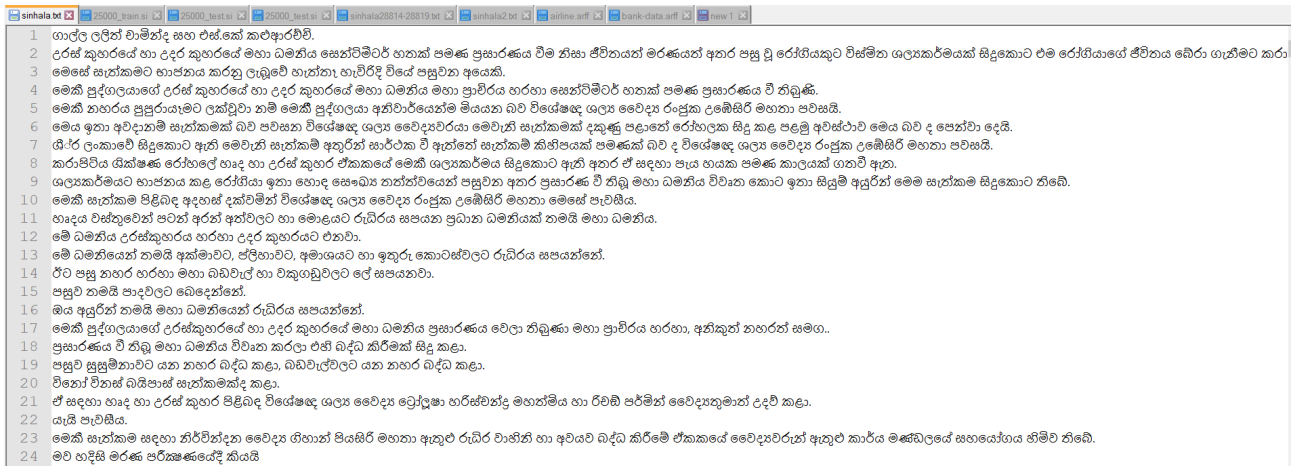 sinhala.txt 25000_train.si 25000_test.si 25000_test.si sinhala28814-28819.txt sinhala2.txt airline.arff bank-data.arff new 1
1 ගාල්ල ලලිත් චාමින්ද සහ එස්.කේ කළුආරච්චි.
2 උරස් කුහරයේ හා උදර කුහරයේ මහා ධමනිය සෙන්ටිමීටර් හතක් පමණ ප්‍රසාරණය වීම නිසා ජීවිතයත් මරණයත් අතර පසු වූ රෝගියකුට විස්මිත ශල්‍යකර්මයක් සිදුකොට එම රෝගියාගේ ජීවිතය බේරා ගැනීමට කරා
3 මෙසේ සැත්කමට භාජනය කරනු ලැබුවේ හැත්තෑ හැවිරිදි වියේ පසුවන අයෙකි.
4 මෙකී පුද්ගලයාගේ උරස් කුහරයේ හා උදර කුහරයේ මහා ධමනිය මහා ප්‍රාචීරය හරහා සෙන්ටිමීටර් හතක් පමණ ප්‍රසාරණය වී තිබුණි.
5 මෙකී නහරය පුපුරායෑමට ලක්වූවා නම් මෙකී පුද්ගලයා අනිවාර්යෙන්ම මියයන බව විශේෂඥ ශල්‍ය වෛද්‍ය රංජුක උඹේසිරි මහතා පවසයි.
6 මෙය ඉතා අවදානම් සැත්කමක් බව පවසන විශේෂඥ ශල්‍ය වෛද්‍යවරයා මෙවැනි සැත්කමක් දකුණු පළාතේ රෝහලක සිදු කළ පළමු අවස්ථාව මෙය බව ද පෙන්වා දෙයි.
7 ලංකාවේ සිදුකොට ඇති මෙවැනි සැත්කම් අතුරින් සාර්ථක වී ඇත්තේ සැත්කම් කිහිපයක් පමණක් බව ද විශේෂඥ ශල්‍ය වෛද්‍ය රංජුක උඹේසිරි මහතා පවසයි.
8 කරාපිටිය ශික්ෂණ රෝහලේ හෘද හා උරස් කුහර ඒකකයේ මෙකී ශල්‍යකර්මය සිදුකොට ඇති අතර ඒ සඳහා පැය හයක පමණ කාලයක් ගතවී ඇත.
9 ශල්‍යකර්මයට භාජනය කළ රෝගියා ඉතා හොඳ සෞඛ්‍ය තත්ත්වයෙන් පසුවන අතර ප්‍රසාරණ වී තිබූ මහා ධමනිය විවෘත කොට ඉතා සියුම් අයුරින් මෙම සැත්කම සිදුකොට තිබේ.
10 මෙකී සැත්කම පිළිබඳ අදහස් දක්වමින් විශේෂඥ ශල්‍ය වෛද්‍ය රංජුක උඹේසිරි මහතා මෙසේ පැවසීය.
11 හෘදය වස්තුවෙන් පටන් අරන් අත්වලට හා මොළයට රුධිරය සපයන ප්‍රධාන ධමනියක් තමයි මහා ධමනිය.
12 මේ ධමනිය උරස්කුහරය හරහා උදර කුහරයට එනවා.
13 මේ ධමනියෙන් තමයි අක්මාවට, ප්ලිහාවට, අමාශයට හා ඉතුරු කොටස්වලට රුධිරය සපයන්නේ.
14 ඊට පසු නහර හරහා මහා බඩවැල් හා වකුගඩුවලට ලේ සපයනවා.
15 පසුව තමයි පාදවලට බෙදෙන්නේ.
16 ඔය අයුරින් තමයි මහා ධමනියෙන් රුධිරය සපයන්නේ.
17 මෙකී පුද්ගලයාගේ උරස්කුහරයේ හා උදර කුහරයේ මහා ධමනිය ප්‍රසාරණය වෙලා තිබුණා මහා ප්‍රාචීරය හරහා, අනිකුත් නහරත් සමග..
18 ප්‍රසාරණය වී තිබූ මහා ධමනිය විවෘත කරලා එහි බද්ධ කිරීමක් සිදු කළා.
19 පසුව සුසුම්නාවට යන නහර බද්ධ කළා, බඩවැල්වලට යන නහර බද්ධ කළා.
20 විනෝ විනස් බයිපාස් සැත්කමක්ද කළා.
21 ඒ සඳහා හෘද හා උරස් කුහර පිළිබඳ විශේෂඥ ශල්‍ය වෛද්‍ය ත්‍රෝලූෂා හරිස්චන්ද්‍ර මහත්මිය හා රිචඞ් පර්මින් වෛද්‍යතුමාත් උදව් කළා.
22 යැයි පැවසීය.
23 මෙකී සැත්කම සඳහා නිර්වින්දන වෛද්‍ය ගිහාන් පියසිරි මහතා ඇතුළු රුධිර වාහිනි හා අවයව බද්ධ කිරීමේ ඒකකයේ වෛද්‍යවරුන් ඇතුළු කාර්ය මණ්ඩලයේ සහයෝගය හිමිව තිබේ.
24 මව හදිසි මරණ පරීක්‍ෂණයේදී කියයි